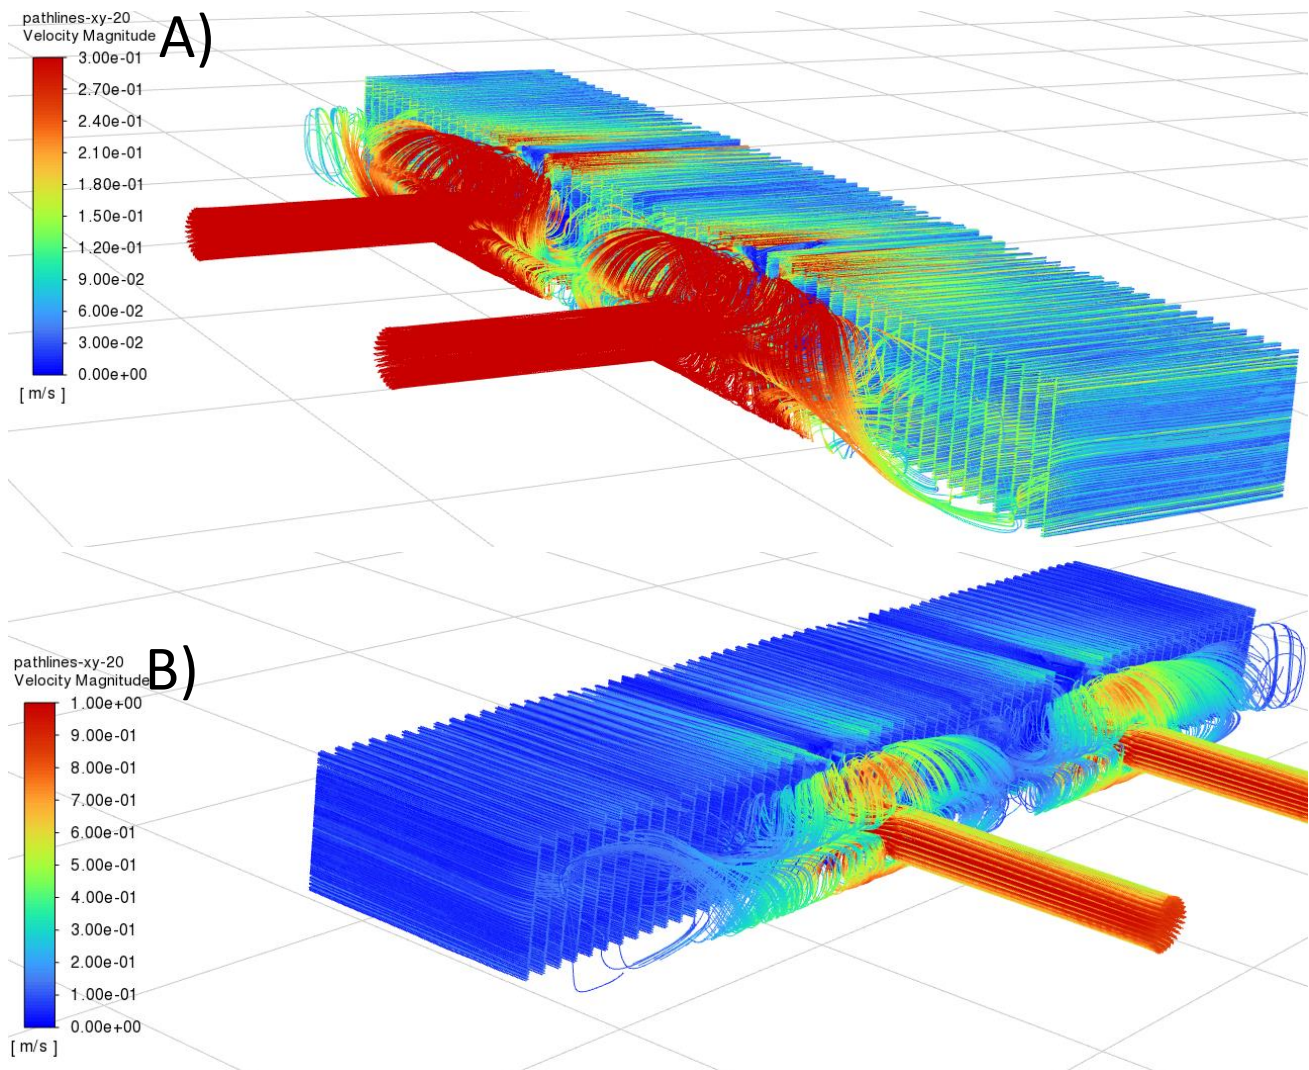 pathlines-xy-20
Velocity Magnitude
A)
3.00e-01
2.70e-01
2.40e-01
2.10e-01
1.80e-01
1.50e-01
1.20e-01
9.00e-02
6.00e-02
3.00e-02
0.00e+00
[ m/s ]
pathlines-xy-20
Velocity Magnitude
B)
1.00e+00
9.00e-01
8.00e-01
7.00e-01
6.00e-01
5.00e-01
4.00e-01
3.00e-01
2.00e-01
1.00e-01
0.00e+00
[ m/s ]